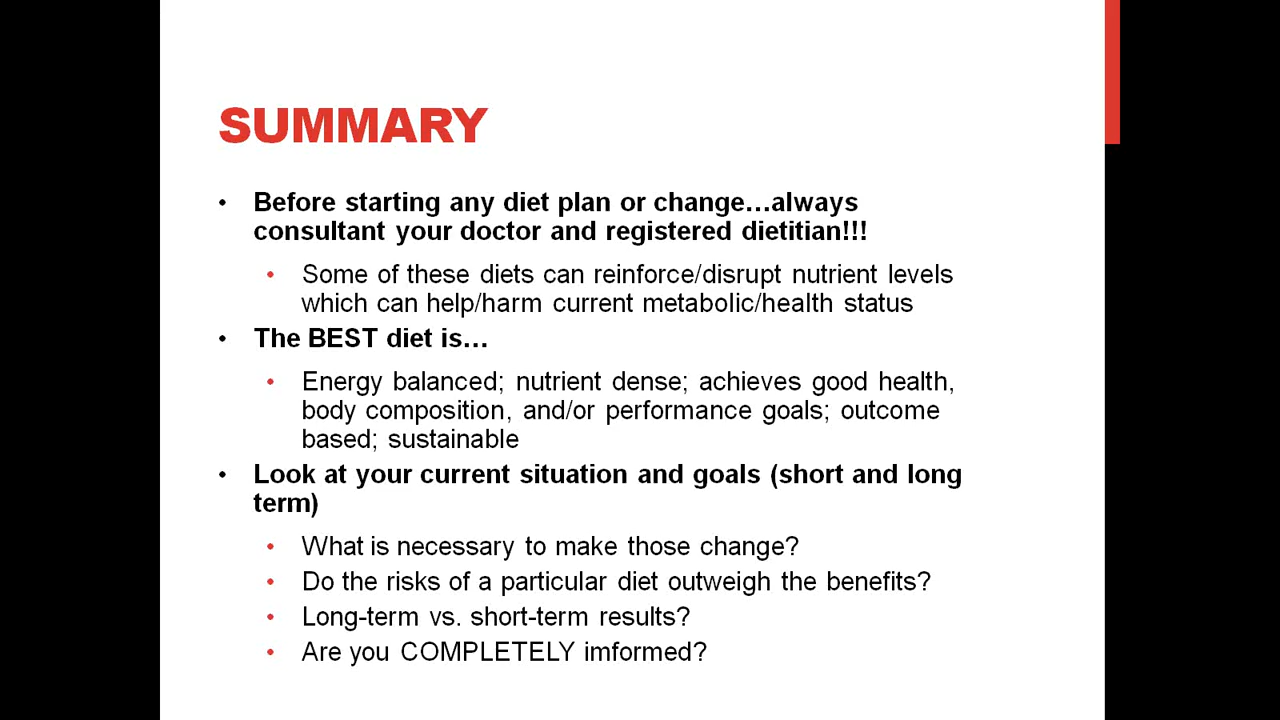 SUMMARY
• Before starting any diet plan or change…always
consultant your doctor and registered dietitian!!!
• Some of these diets can reinforce/disrupt nutrient levels
which can help/harm current metabolic/health status
• The BEST diet is…
• Energy balanced; nutrient dense; achieves good health,
body composition, and/or performance goals; outcome
based; sustainable
• Look at your current situation and goals (short and long
term)
• What is necessary to make those change?
• Do the risks of a particular diet outweigh the benefits?
• Long-term vs. short-term results?
• Are you COMPLETELY imformed?